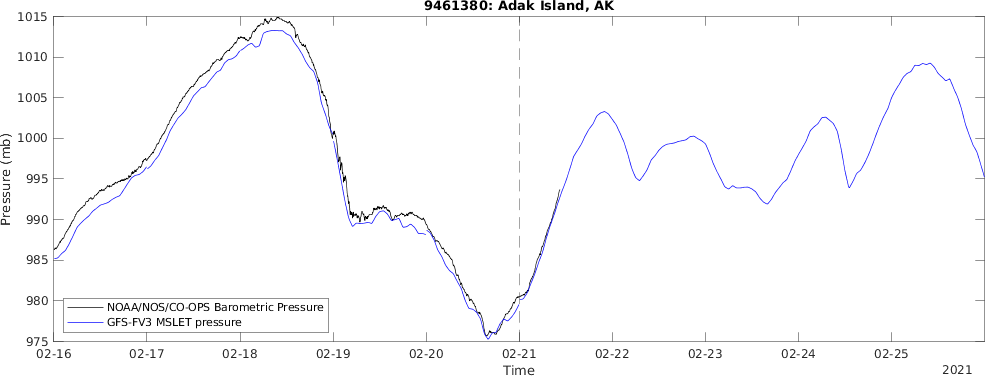 9461380: Adak Island, AK
Pressure (mb)
1015
1010
1005
1000
995
990
985
980
975
NOAA/NOS/CO-OPS Barometric Pressure
GFS-FV3 MSLET pressure
02-16 02-17 02-18 02-19 02-20 02-21 02-22 02-23 02-24 02-25
Time
2021